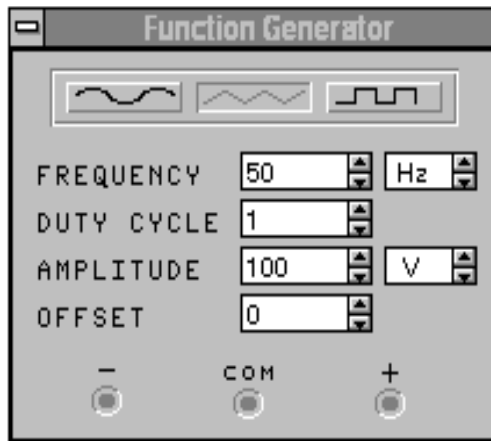 Function Generator
FREQUENCY 50 Hz
DUTY CYCLE 1
AMPLITUDE 100 V
OFFSET 0
- COM +